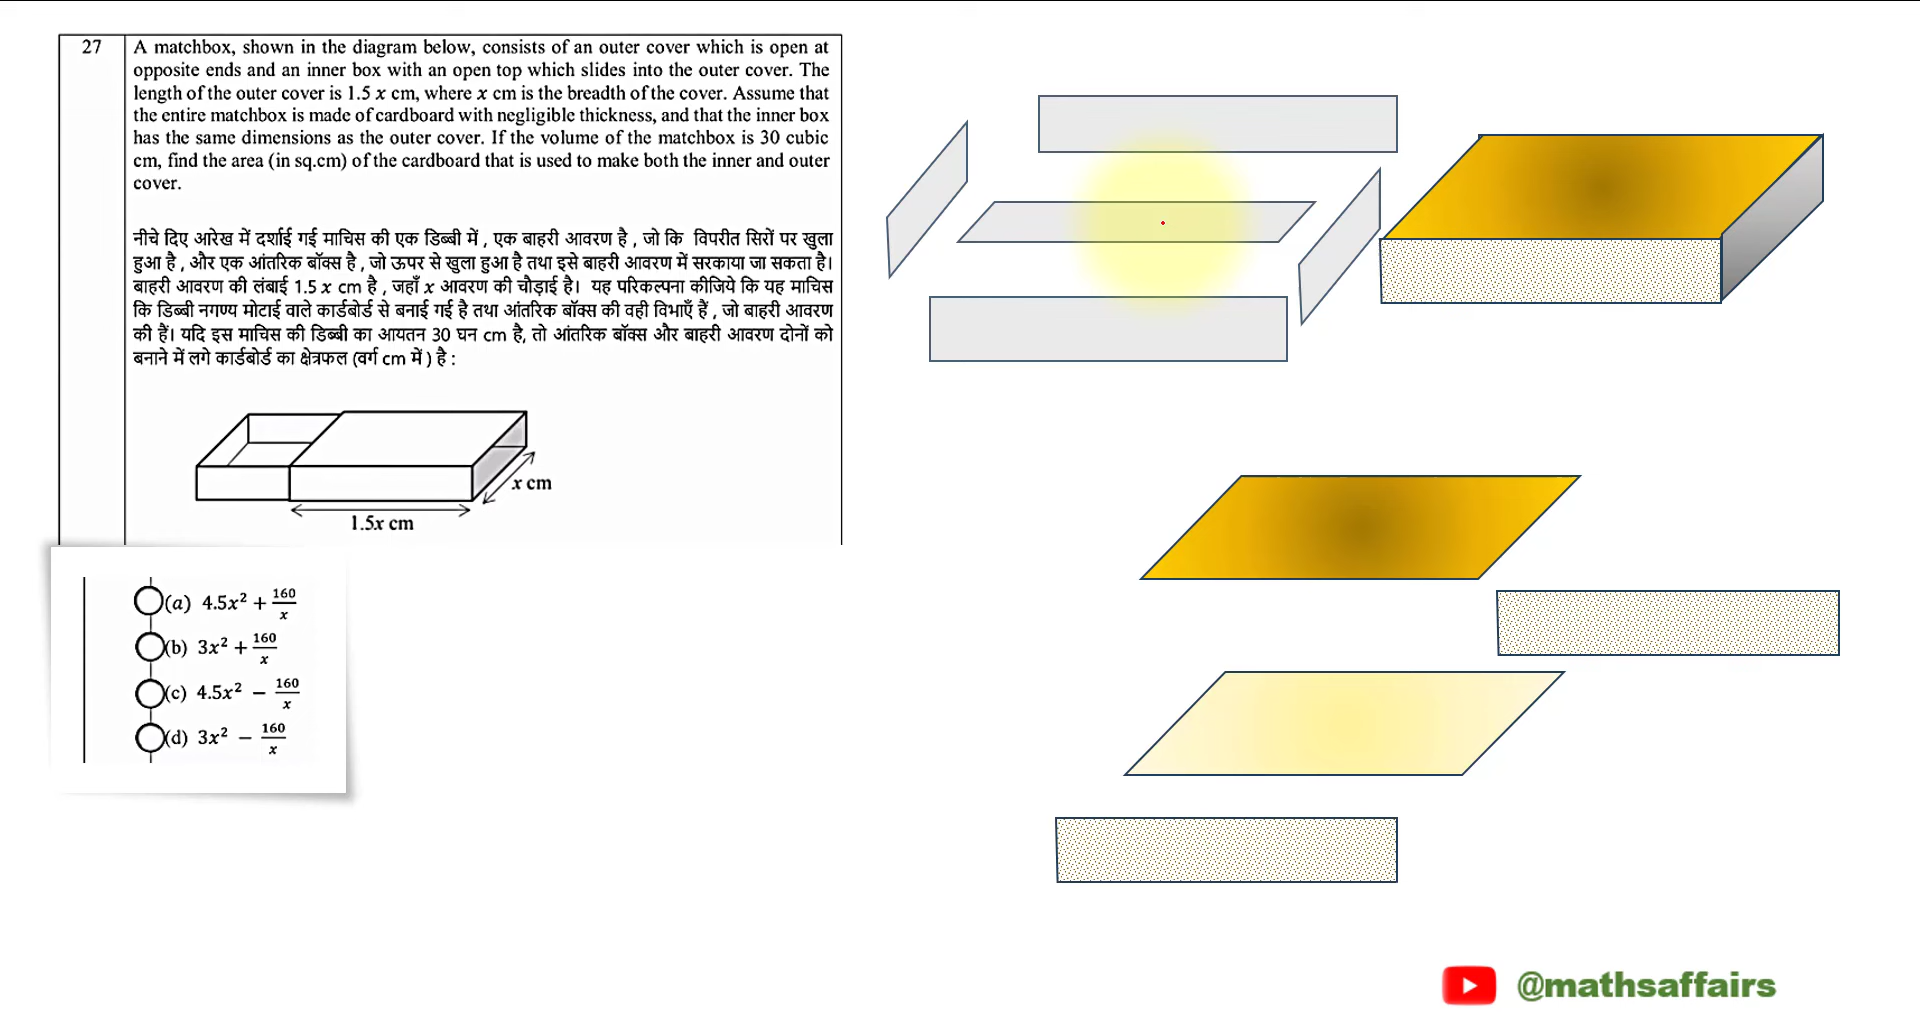 27
A matchbox, shown in the diagram below, consists of an outer cover which is open at
opposite ends and an inner box with an open top which slides into the outer cover. The
length of the outer cover is 1.5 x cm, where x cm is the breadth of the cover. Assume that
the entire matchbox is made of cardboard with negligible thickness, and that the inner box
has the same dimensions as the outer cover. If the volume of the matchbox is 30 cubic
cm, find the area (in sq.cm) of the cardboard that is used to make both the inner and outer
cover.
नीचे दिए आरेख में दर्शाई गई माचिस की एक डिब्बी में , एक बाहरी आवरण है , जो कि विपरीत सिरों पर खुला
हुआ है , और एक आंतरिक बॉक्स है , जो ऊपर से खुला हुआ है तथा इसे बाहरी आवरण में सरकाया जा सकता है।
बाहरी आवरण की लंबाई 1.5 x cm है , जहाँ x आवरण की चौड़ाई है। यह परिकल्पना कीजिये कि यह माचिस
कि डिब्बी नगण्य मोटाई वाले कार्डबोर्ड से बनाई गई है तथा आंतरिक बॉक्स की वही विभाएँ हैं , जो बाहरी आवरण
की हैं। यदि इस माचिस की डिब्बी का आयतन 30 घन cm है, तो आंतरिक बॉक्स और बाहरी आवरण दोनों को
बनाने में लगे कार्डबोर्ड का क्षेत्रफल (वर्ग cm में ) है :
x cm
1.5x cm
(a) 4.5x² + 160/x
(b) 3x² + 160/x
(c) 4.5x² − 160/x
(d) 3x² − 160/x
@mathsaffairs